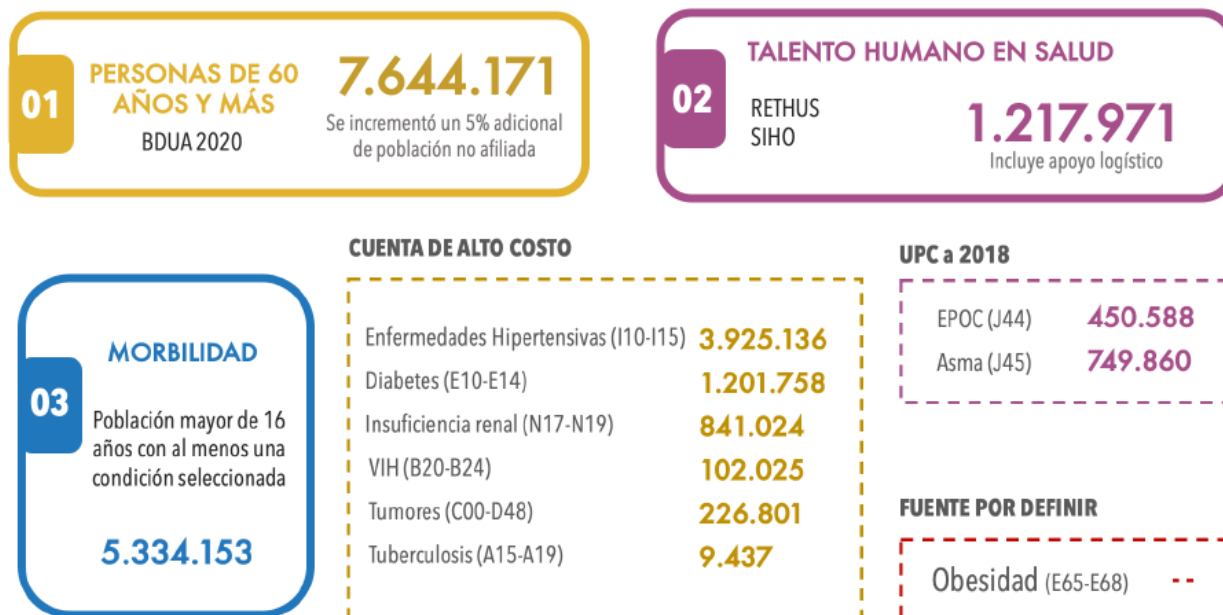 01
PERSONAS DE 60
AÑOS Y MÁS
BDUA 2020
7.644.171
Se incrementó un 5% adicional
de población no afiliada
02
TALENTO HUMANO EN SALUD
RETHUS
SIHO
1.217.971
Incluye apoyo logístico
03
MORBILIDAD
Población mayor de 16
años con al menos una
condición seleccionada
5.334.153
CUENTA DE ALTO COSTO
Enfermedades Hipertensivas (I10-I15) 3.925.136
Diabetes (E10-E14) 1.201.758
Insuficiencia renal (N17-N19) 841.024
VIH (B20-B24) 102.025
Tumores (C00-D48) 226.801
Tuberculosis (A15-A19) 9.437
UPC a 2018
EPOC (J44) 450.588
Asma (J45) 749.860
FUENTE POR DEFINIR
Obesidad (E65-E68) --